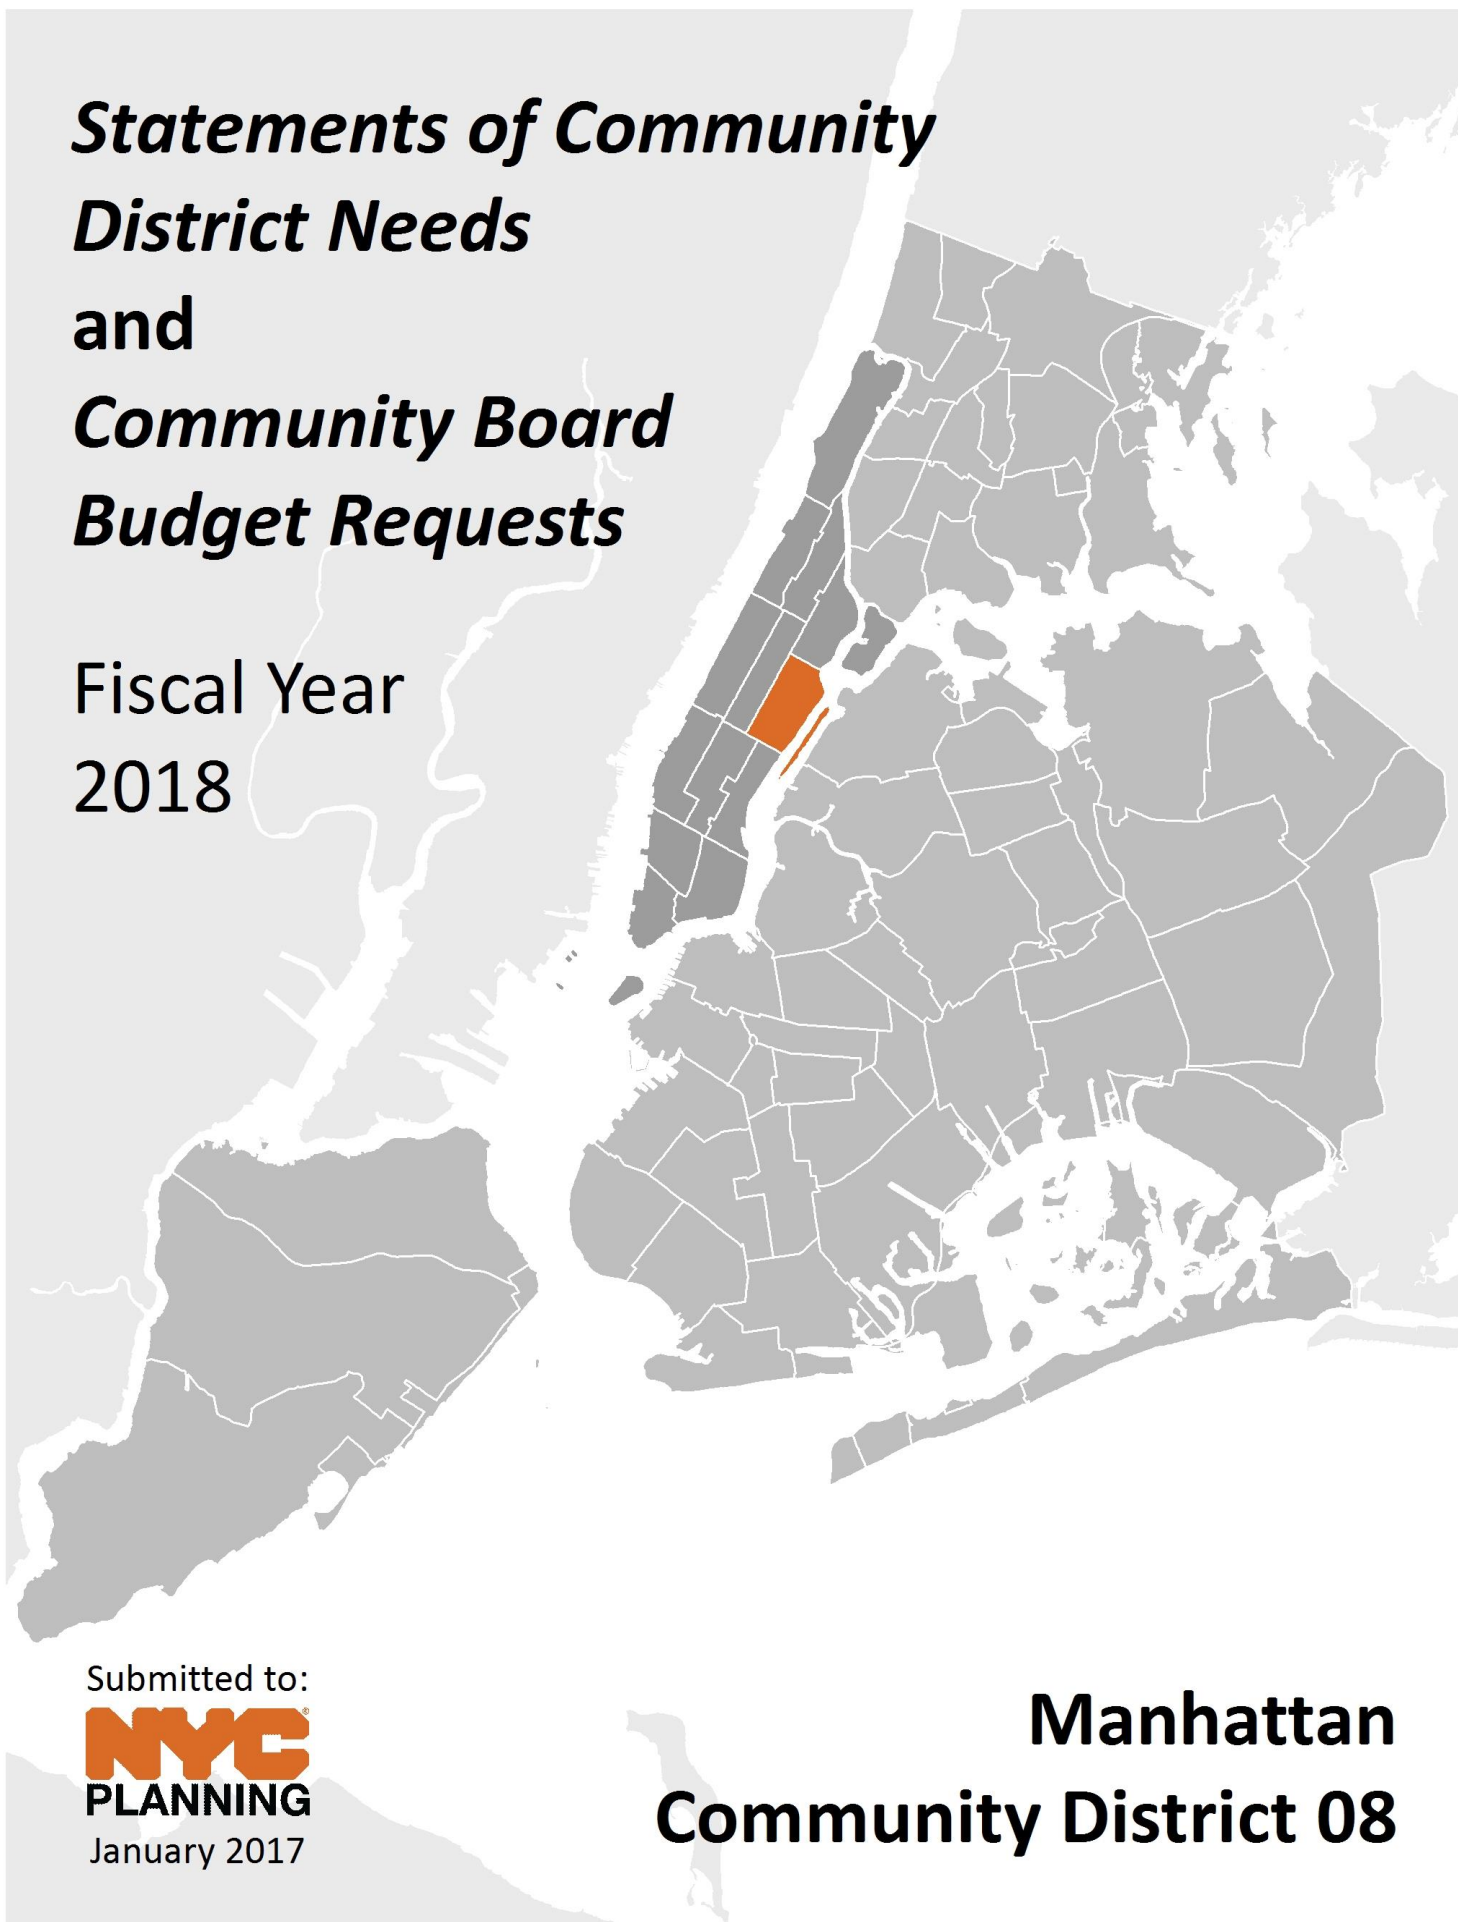 Statements of Community
District Needs
and
Community Board
Budget Requests
Fiscal Year
2018
Submitted to:
NYC®
PLANNING
January 2017
Manhattan
Community District 08